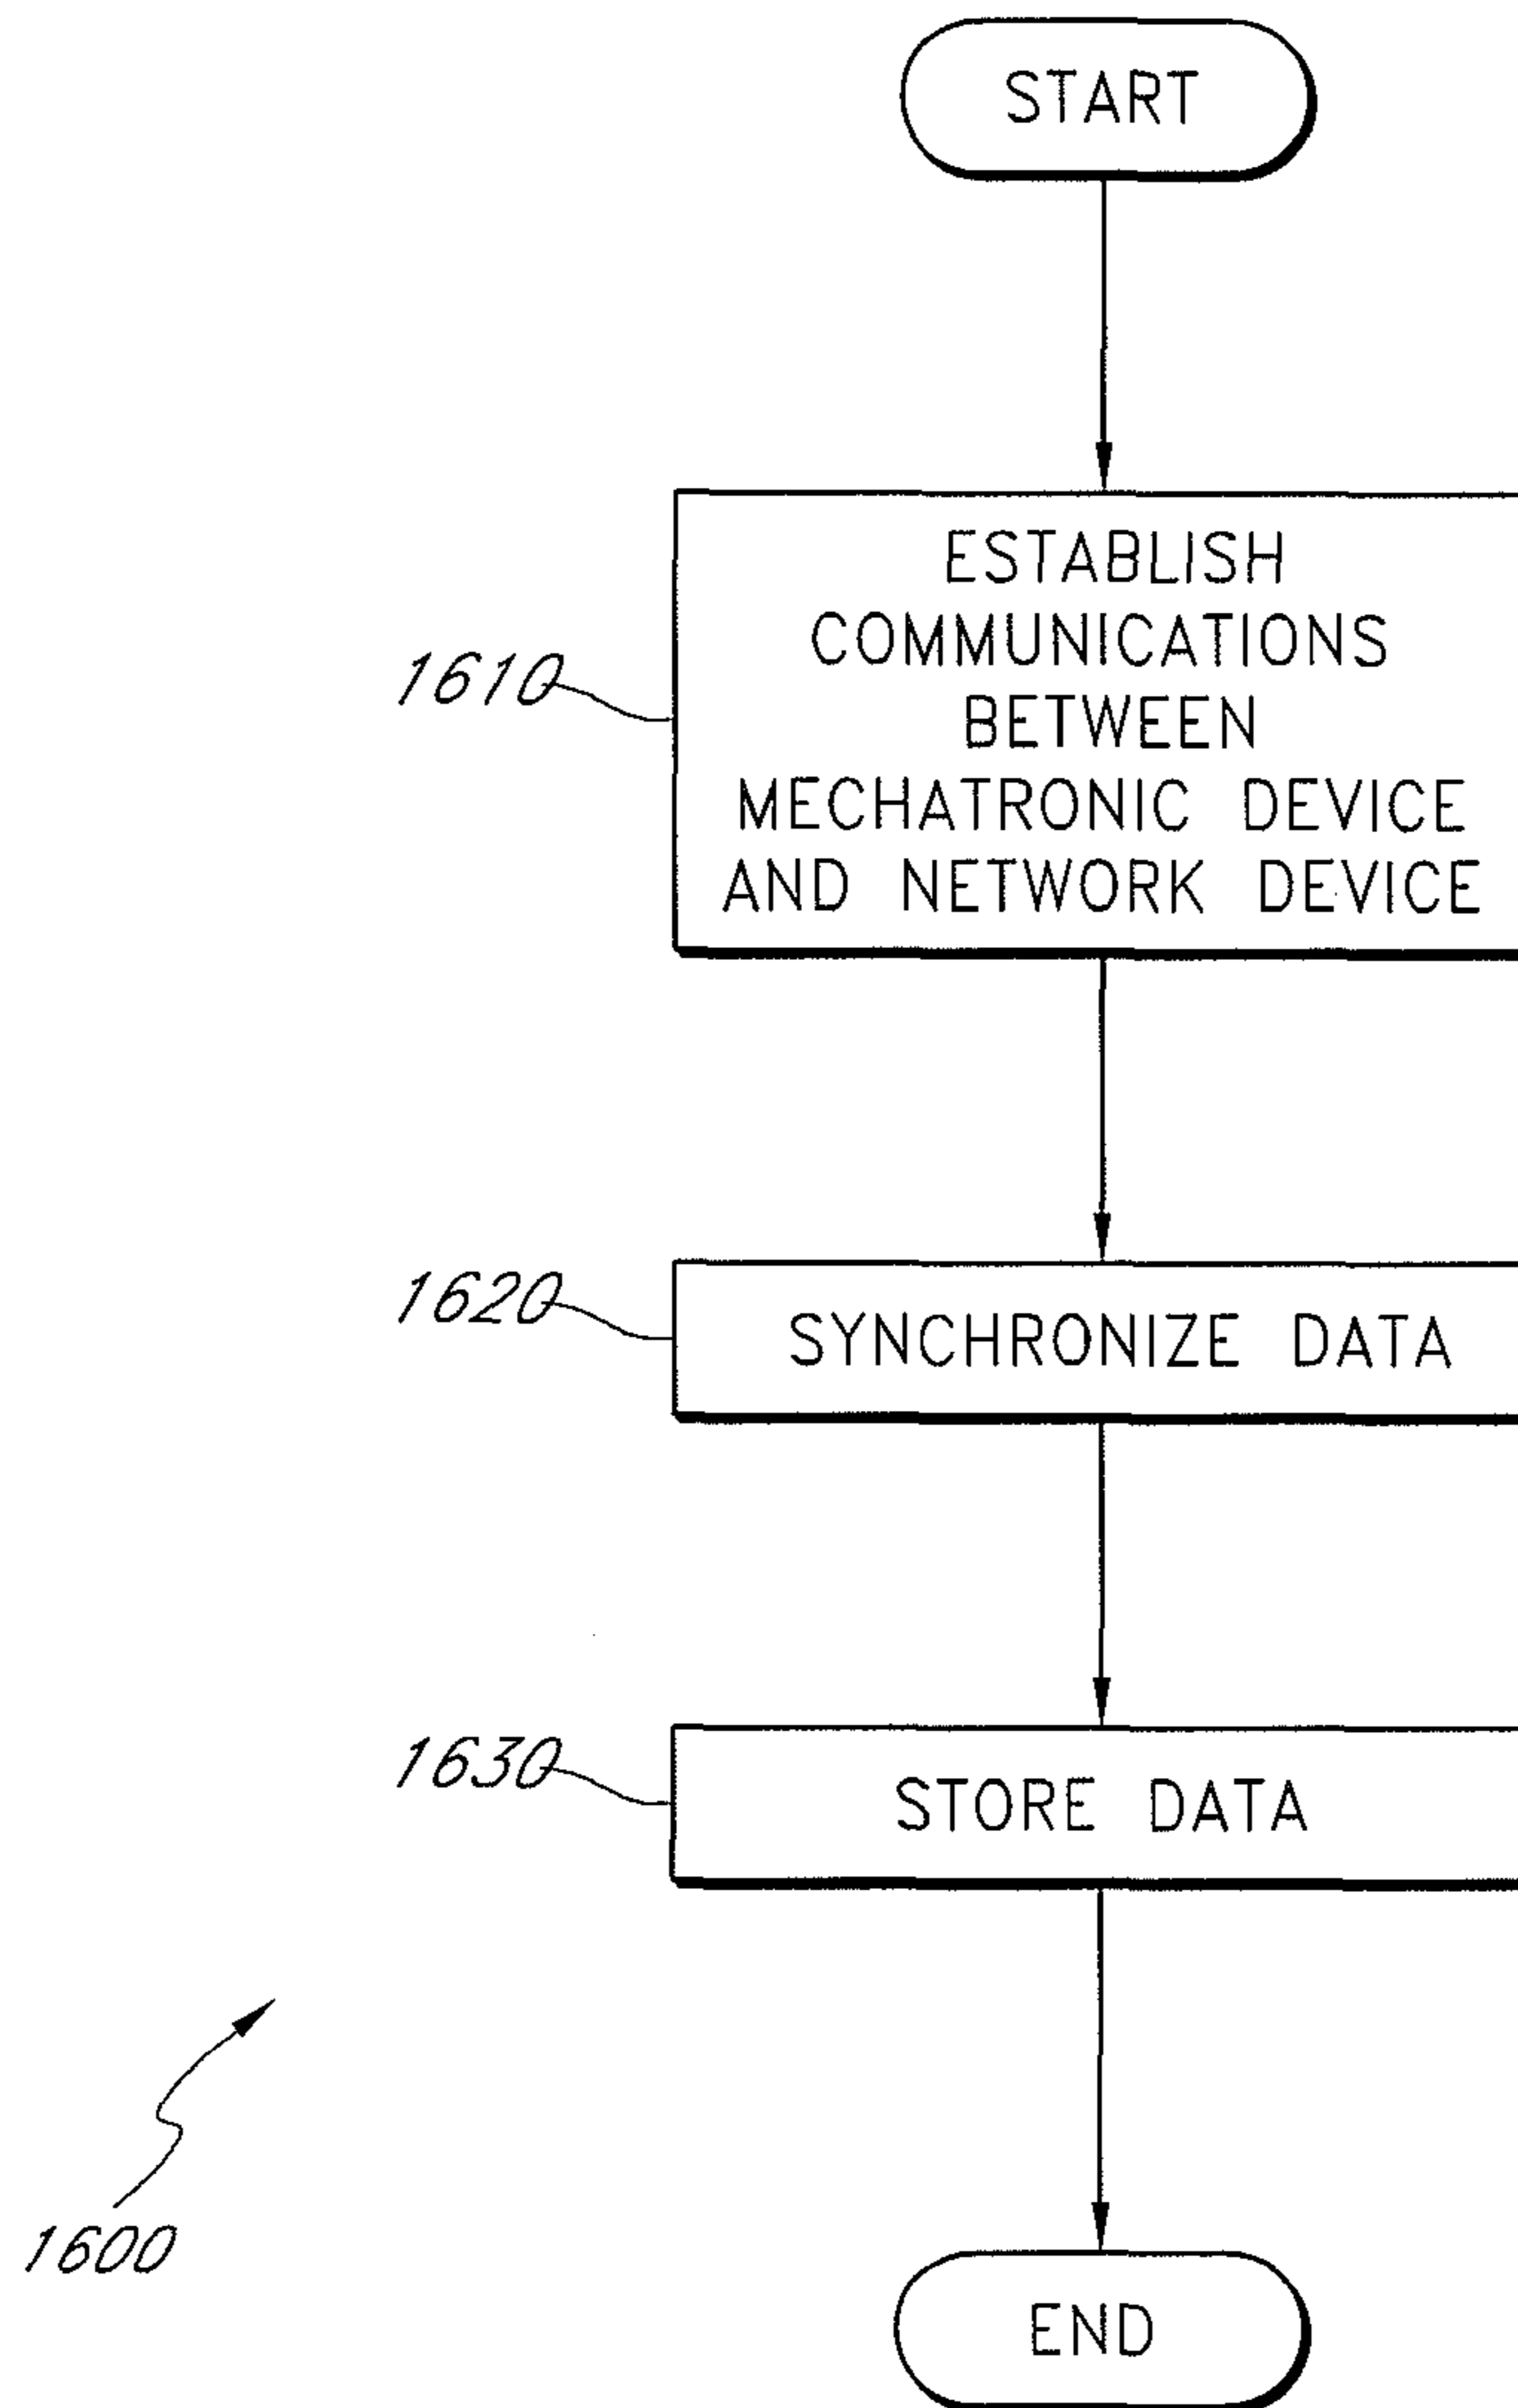 START
ESTABLISH
COMMUNICATIONS
BETWEEN
1610
MECHATRONIC DEVICE
AND NETWORK DEVICE
1620
SYNCHRONIZE DATA
1630
STORE DATA
1600
END